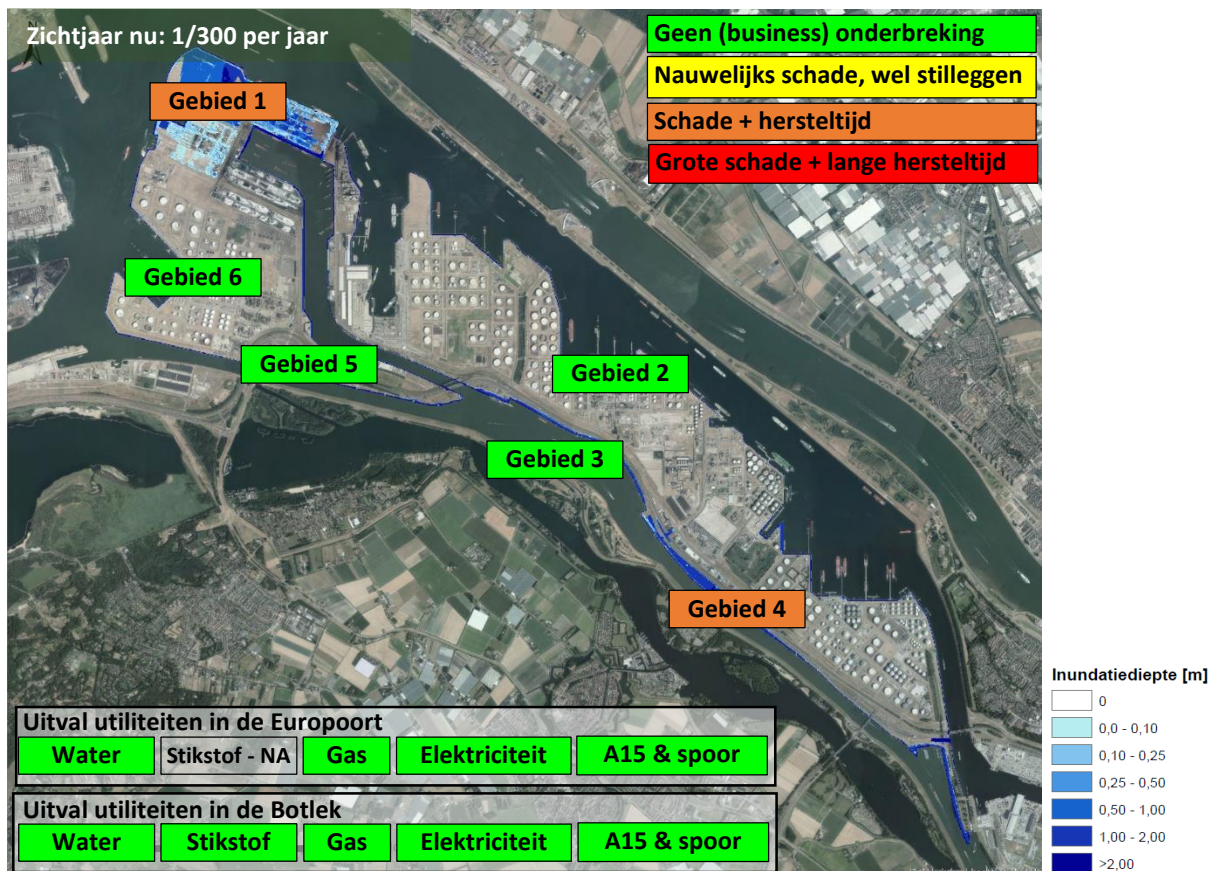 Zichtjaar nu: 1/300 per jaar
Geen (business) onderbreking
Nauwelijks schade, wel stilleggen
Schade + hersteltijd
Grote schade + lange hersteltijd
Gebied 1
Gebied 6
Gebied 5
Gebied 2
Gebied 3
Gebied 4
Inundatiediepte [m]
0
0,0 - 0,10
0,10 - 0,25
0,25 - 0,50
0,50 - 1,00
1,00 - 2,00
>2,00
Uitval utiliteiten in de Europoort
Water Stikstof - NA Gas Elektriciteit A15 & spoor
Uitval utiliteiten in de Botlek
Water Stikstof Gas Elektriciteit A15 & spoor